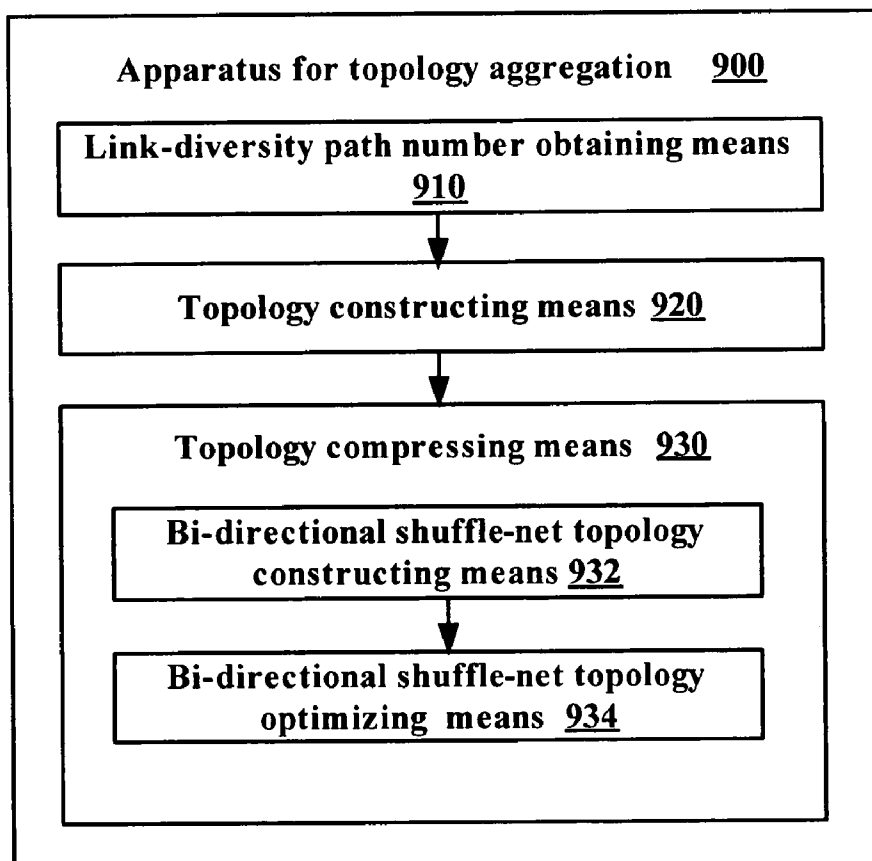 Apparatus for topology aggregation 900
Link-diversity path number obtaining means
910
Topology constructing means 920
Topology compressing means 930
Bi-directional shuffle-net topology
constructing means 932
Bi-directional shuffle-net topology
optimizing means 934